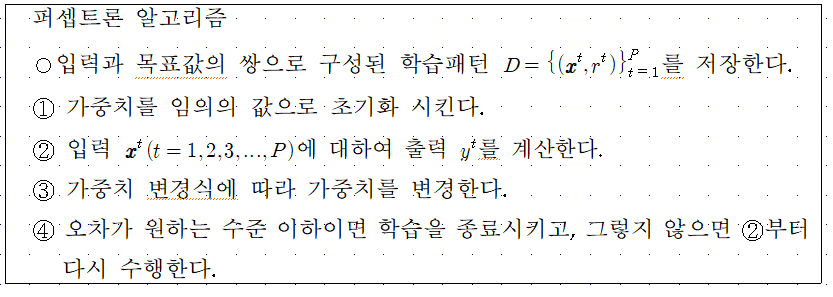 퍼셉트론 알고리즘
○입력과 목표값의 쌍으로 구성된 학습패턴 D = {(x^t, r^t)}_{t=1}^P를 저장한다.
① 가중치를 임의의 값으로 초기화 시킨다.
② 입력 x^t(t = 1,2,3,...,P)에 대하여 출력 y^t를 계산한다.
③ 가중치 변경식에 따라 가중치를 변경한다.
④ 오차가 원하는 수준 이하이면 학습을 종료시키고, 그렇지 않으면 ②부터
다시 수행한다.